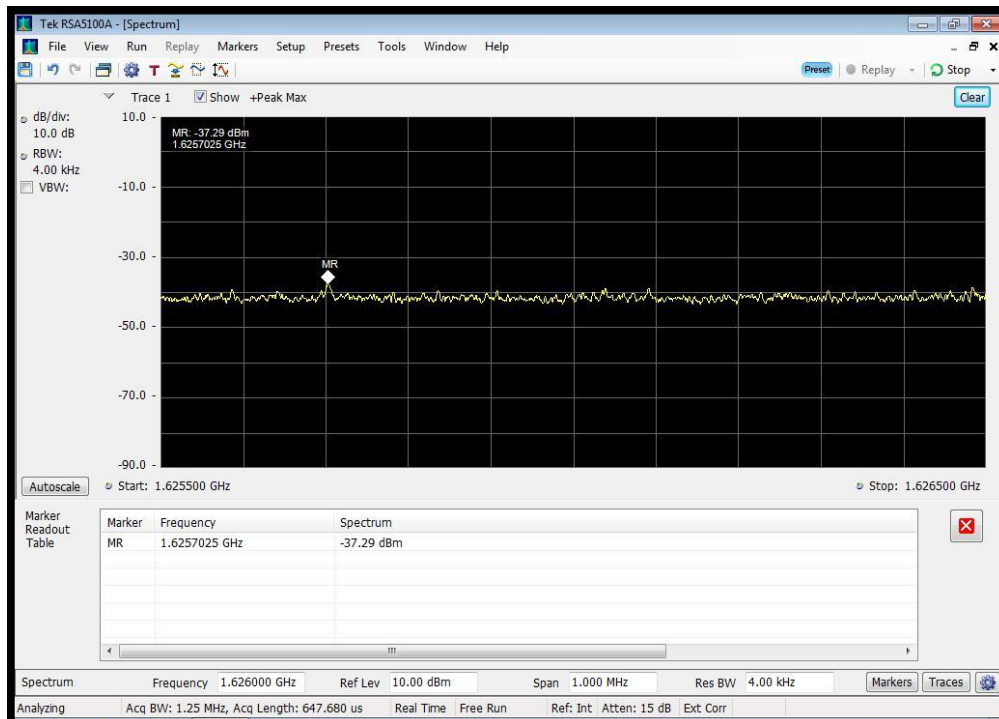 Tek RSA5100A - [Spectrum]
File View Run Replay Markers Setup Presets Tools Window Help
T
Preset Replay Stop
Trace 1 Show +Peak Max Clear
dB/div:
10.0 dB
RBW:
4.00 kHz
VBW:
10.0
-10.0
-30.0
-50.0
-70.0
-90.0
MR: -37.29 dBm
1.6257025 GHz
MR
Autoscale Start: 1.625500 GHz Stop: 1.626500 GHz
Marker
Readout
Table
Marker Frequency Spectrum
MR 1.6257025 GHz -37.29 dBm
Spectrum Frequency 1.626000 GHz Ref Lev 10.00 dBm Span 1.000 MHz Res BW 4.00 kHz Markers Traces
Analyzing Acq BW: 1.25 MHz, Acq Length: 647.680 us Real Time Free Run Ref: Int Atten: 15 dB Ext Corr